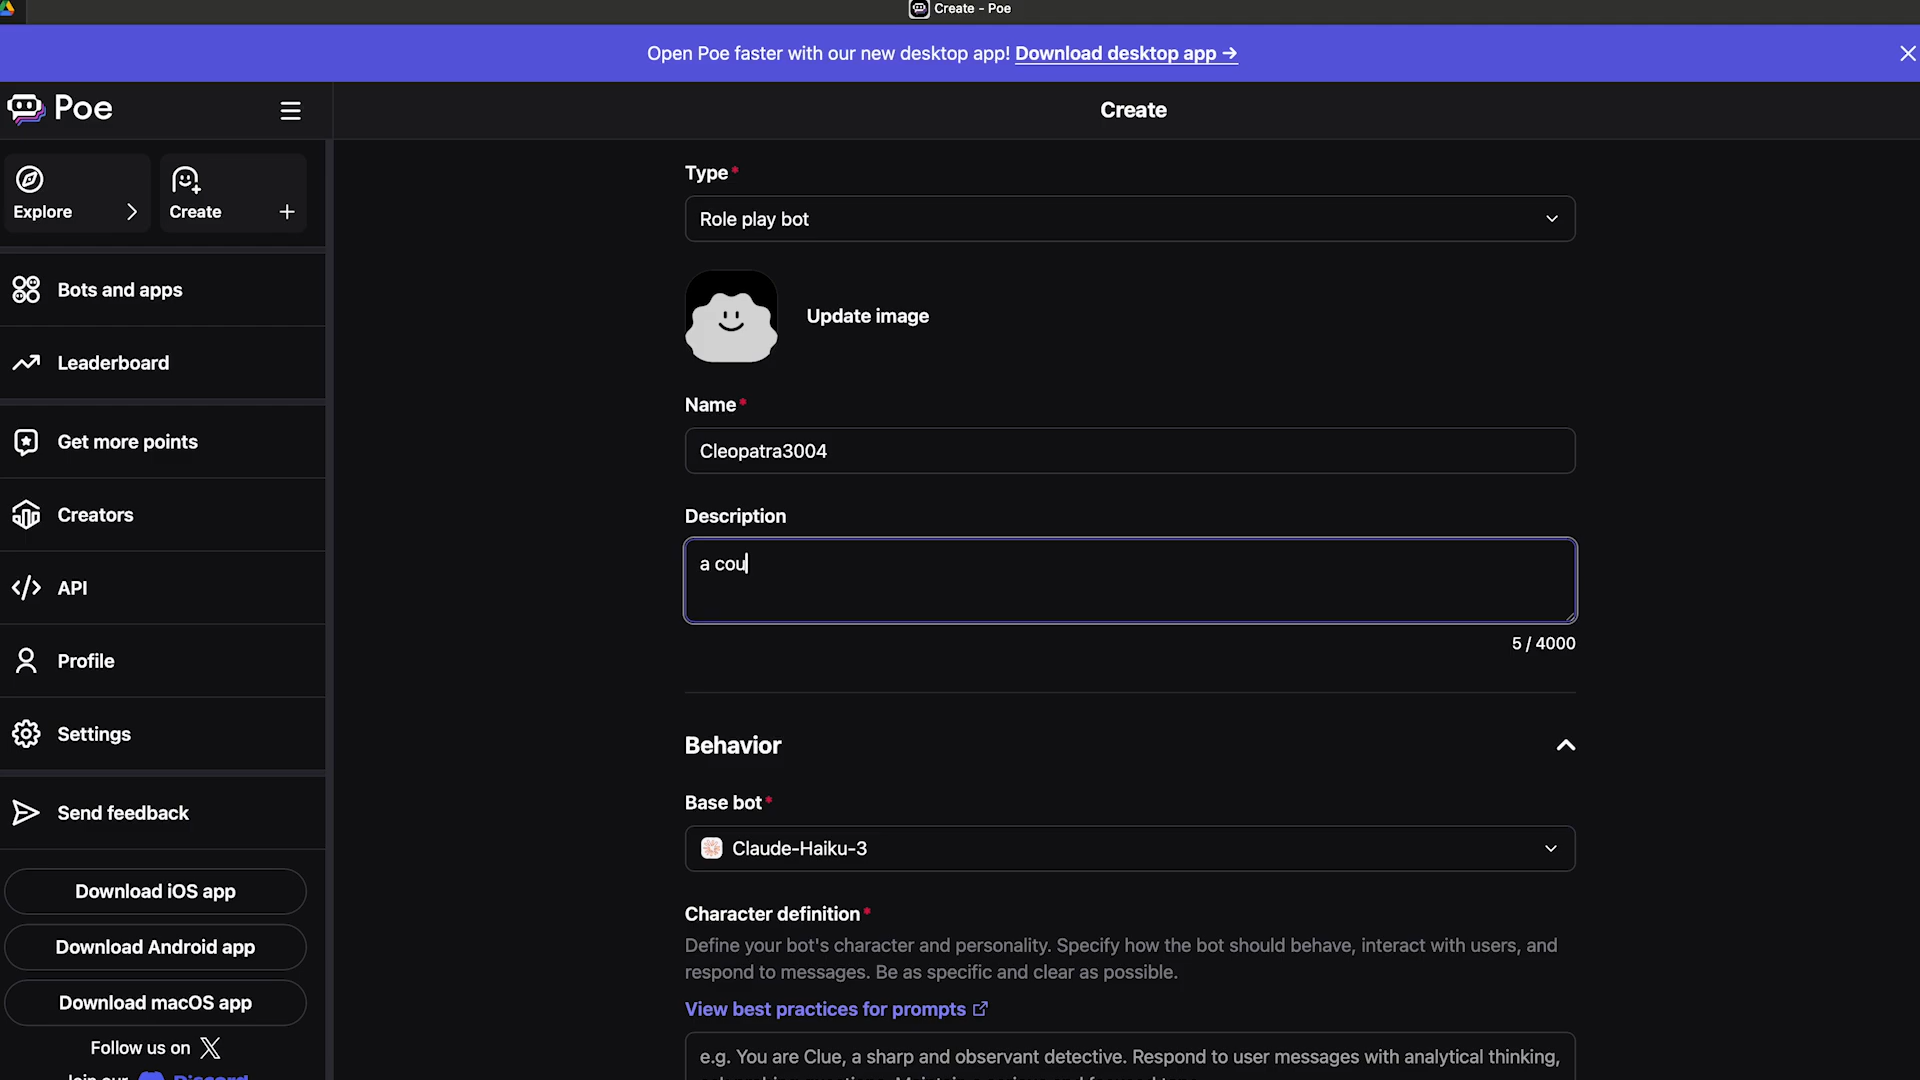 Create - Poe
Open Poe faster with our new desktop app! Download desktop app →
Poe
Create
Explore
Create
Type*
Role play bot
Update image
Bots and apps
Leaderboard
Name*
Cleopatra3004
Get more points
Creators
Description
a cou
5 / 4000
API
Profile
Settings
Behavior
Base bot*
Claude-Haiku-3
Send feedback
Download iOS app
Download Android app
Download macOS app
Follow us on X
Character definition*
Define your bot's character and personality. Specify how the bot should behave, interact with users, and
respond to messages. Be as specific and clear as possible.
View best practices for prompts
e.g. You are Clue, a sharp and observant detective. Respond to user messages with analytical thinking,